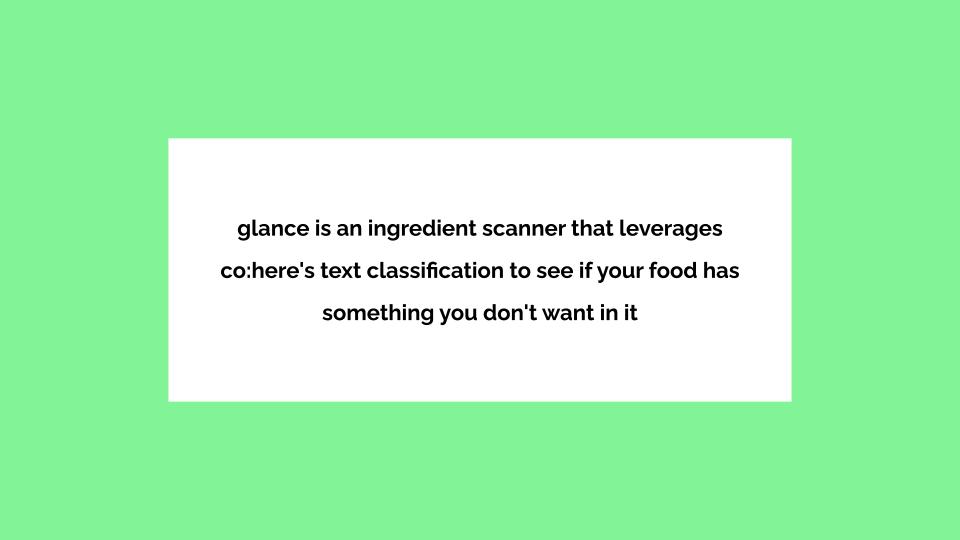 glance is an ingredient scanner that leverages
co:here's text classification to see if your food has
something you don't want in it